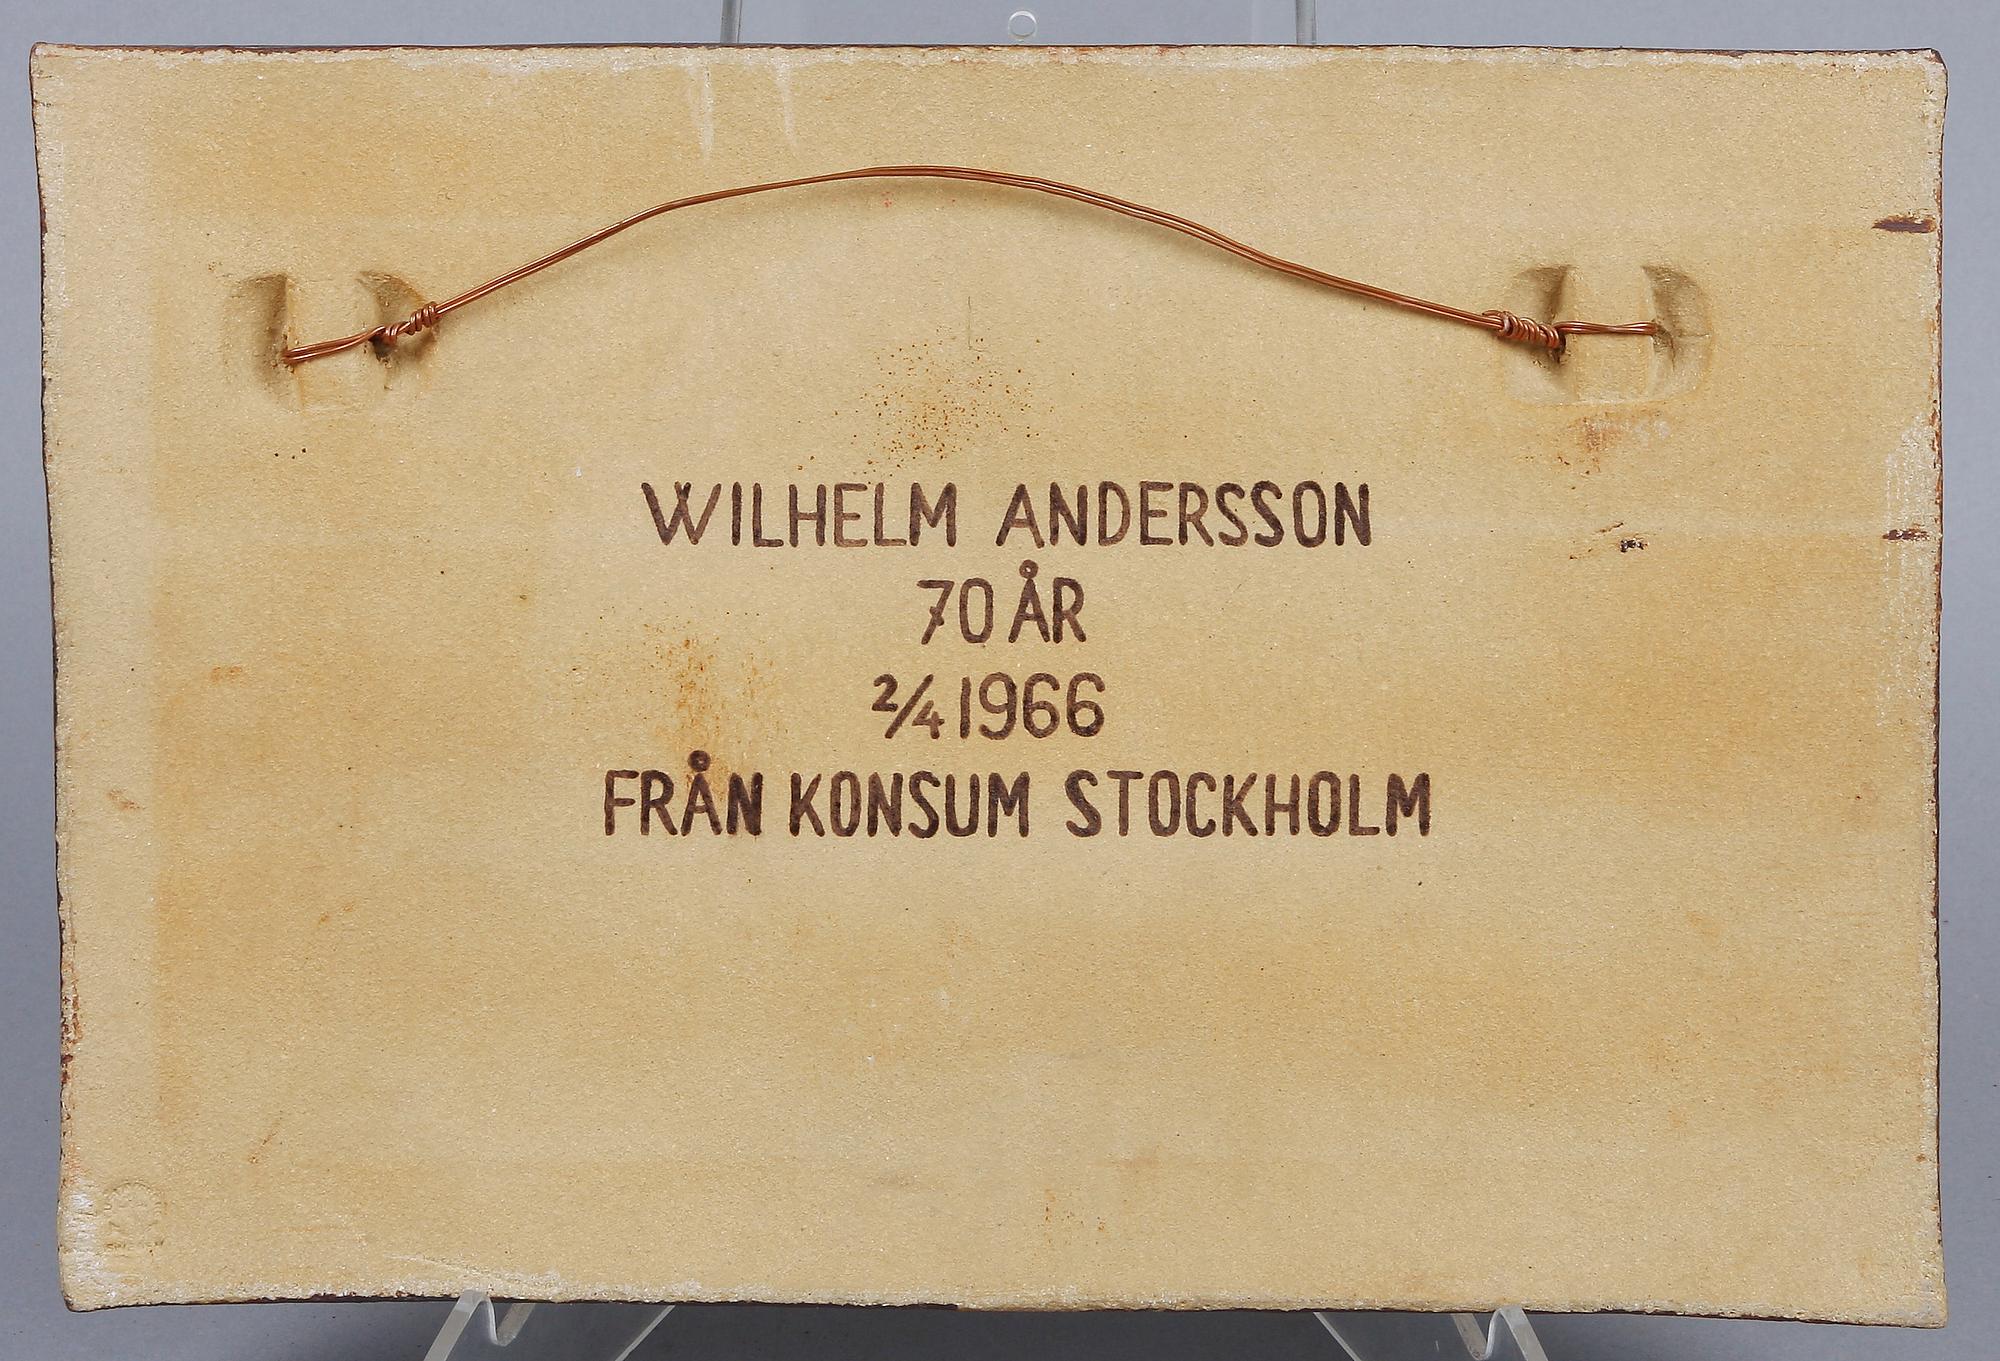 WILHELM ANDERSSON
70 ÅR
2/4 1966
FRÅN KONSUM STOCKHOLM